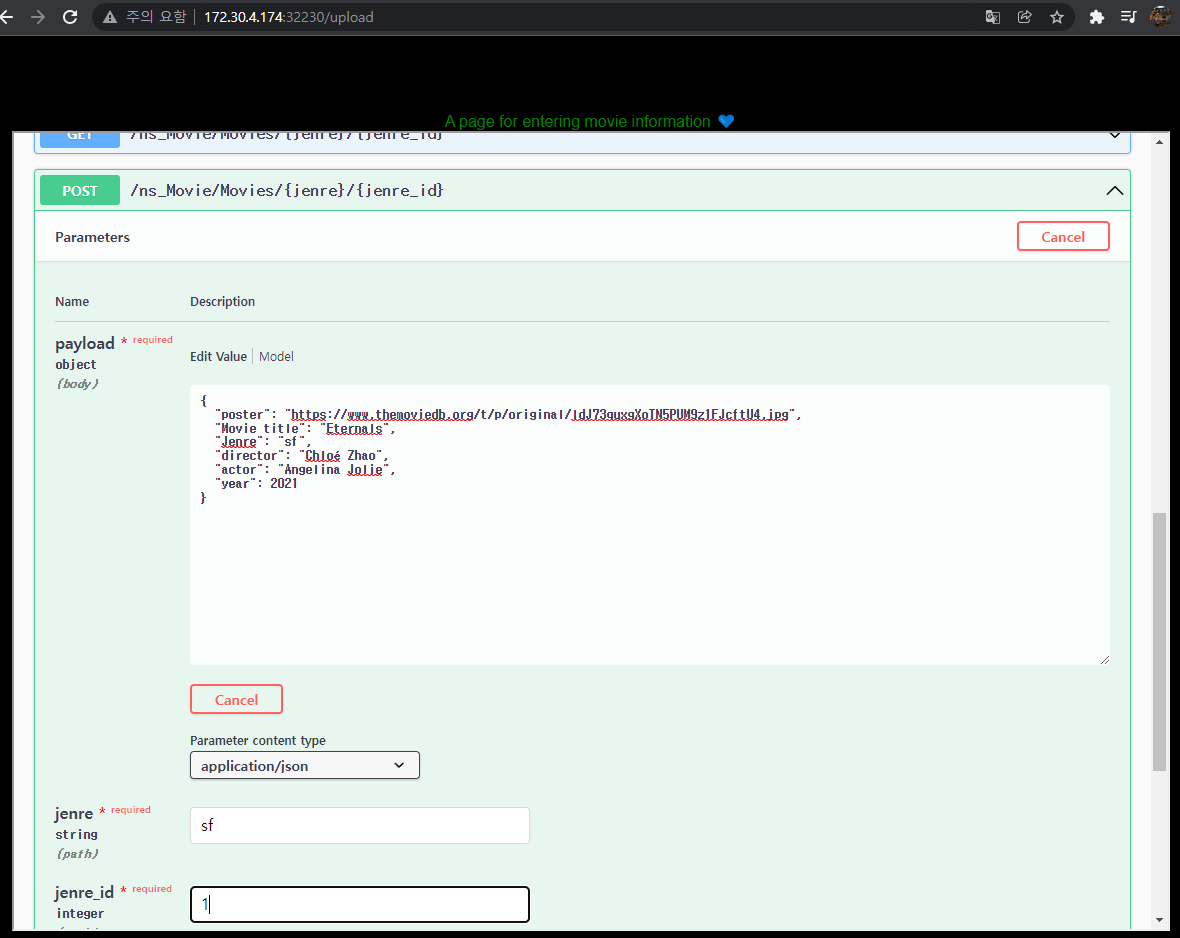 주의 요함 172.30.4.174:32230/upload
A page for entering movie information 💙
GET /ns_Movie/Movies/{jenre}/{jenre_id}
POST /ns_Movie/Movies/{jenre}/{jenre_id}
Parameters Cancel
Name Description
payload * required
object
(body)
Edit Value Model
{
"poster": "https://www.themoviedb.org/t/p/original/
"Movie title": "Eternals",
"Jenre": "sf",
"director": "Chloé Zhao",
"actor": "Angelina Jolie",
"year": 2021
}
Cancel
Parameter content type
application/json
jenre * required
string
(path)
sf
jenre_id * required
integer
1